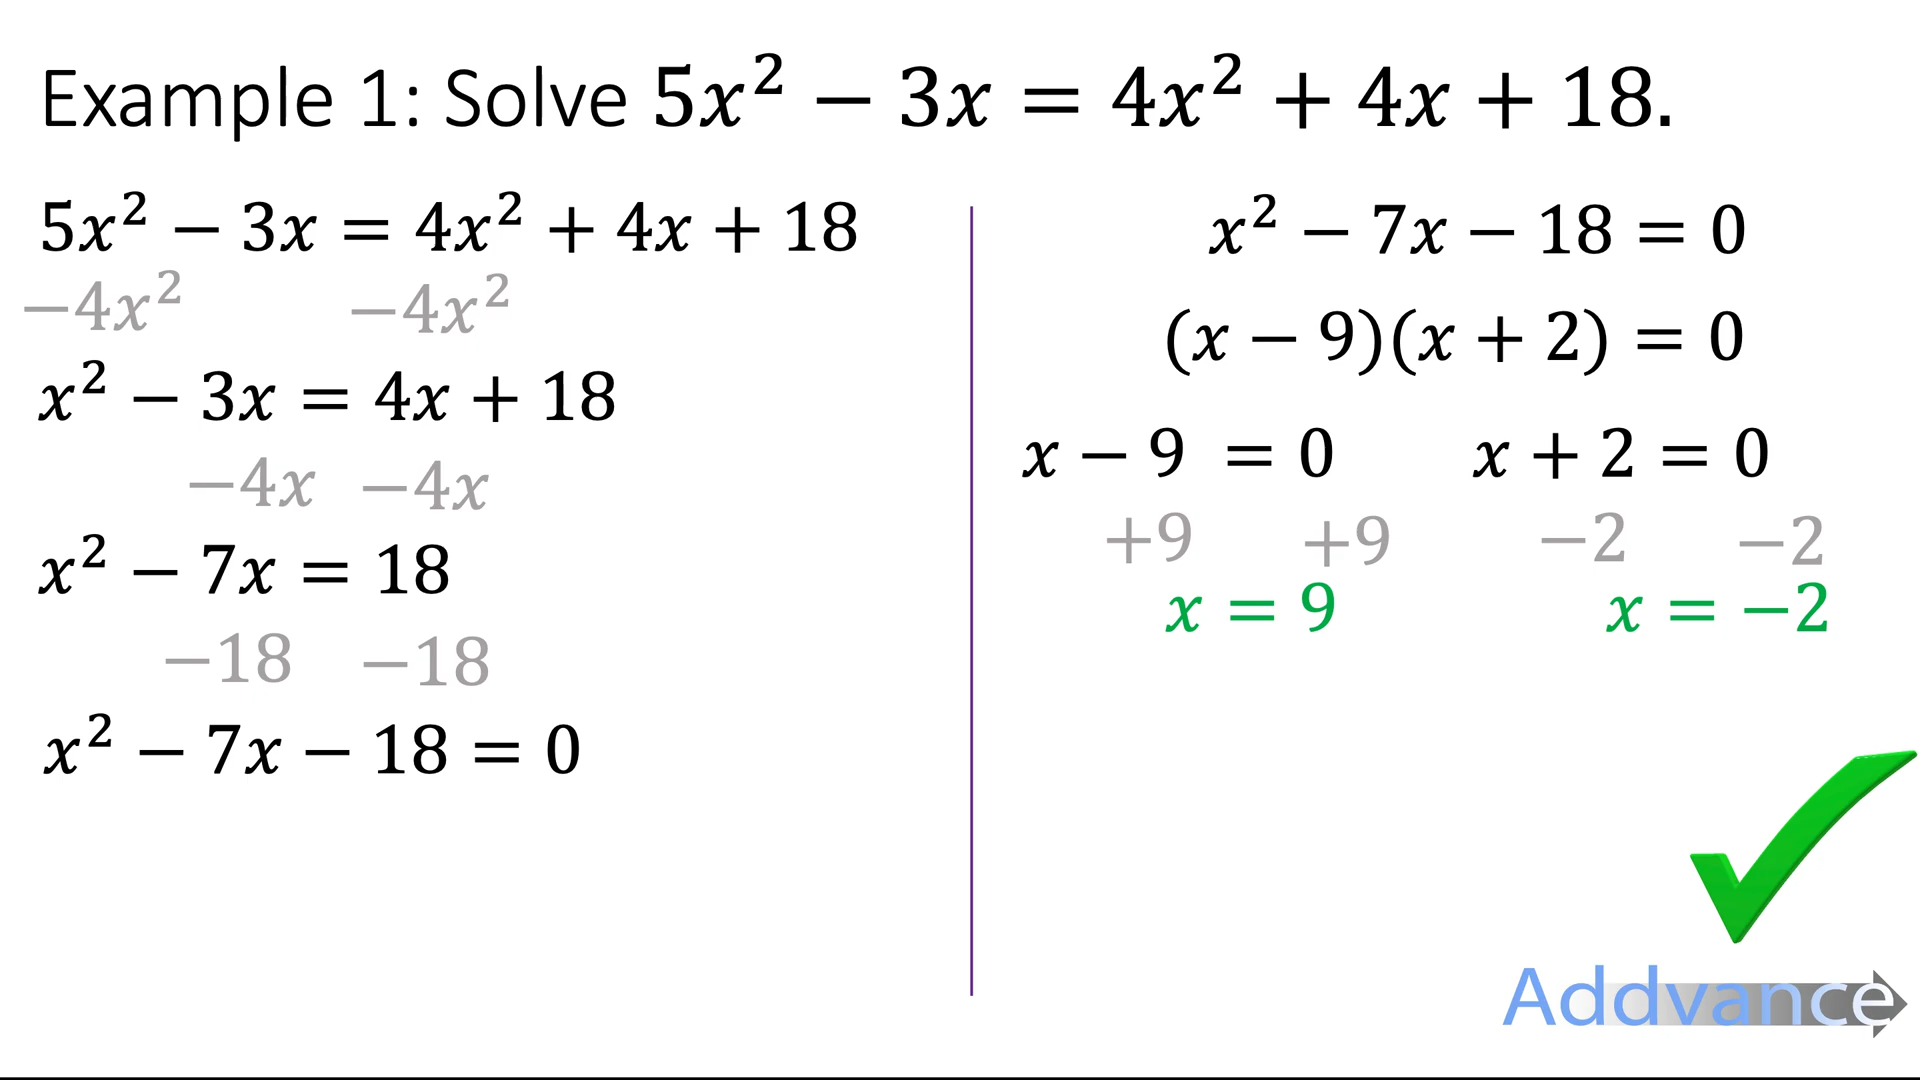 Example 1: Solve 5x² − 3x = 4x² + 4x + 18.
5x² − 3x = 4x² + 4x + 18
−4x² −4x²
x² − 3x = 4x + 18
−4x −4x
x² − 7x = 18
−18 −18
x² − 7x − 18 = 0
x² − 7x − 18 = 0
(x − 9)(x + 2) = 0
x − 9 = 0 x + 2 = 0
+9 +9 −2 −2
x = 9 x = −2
Addvance